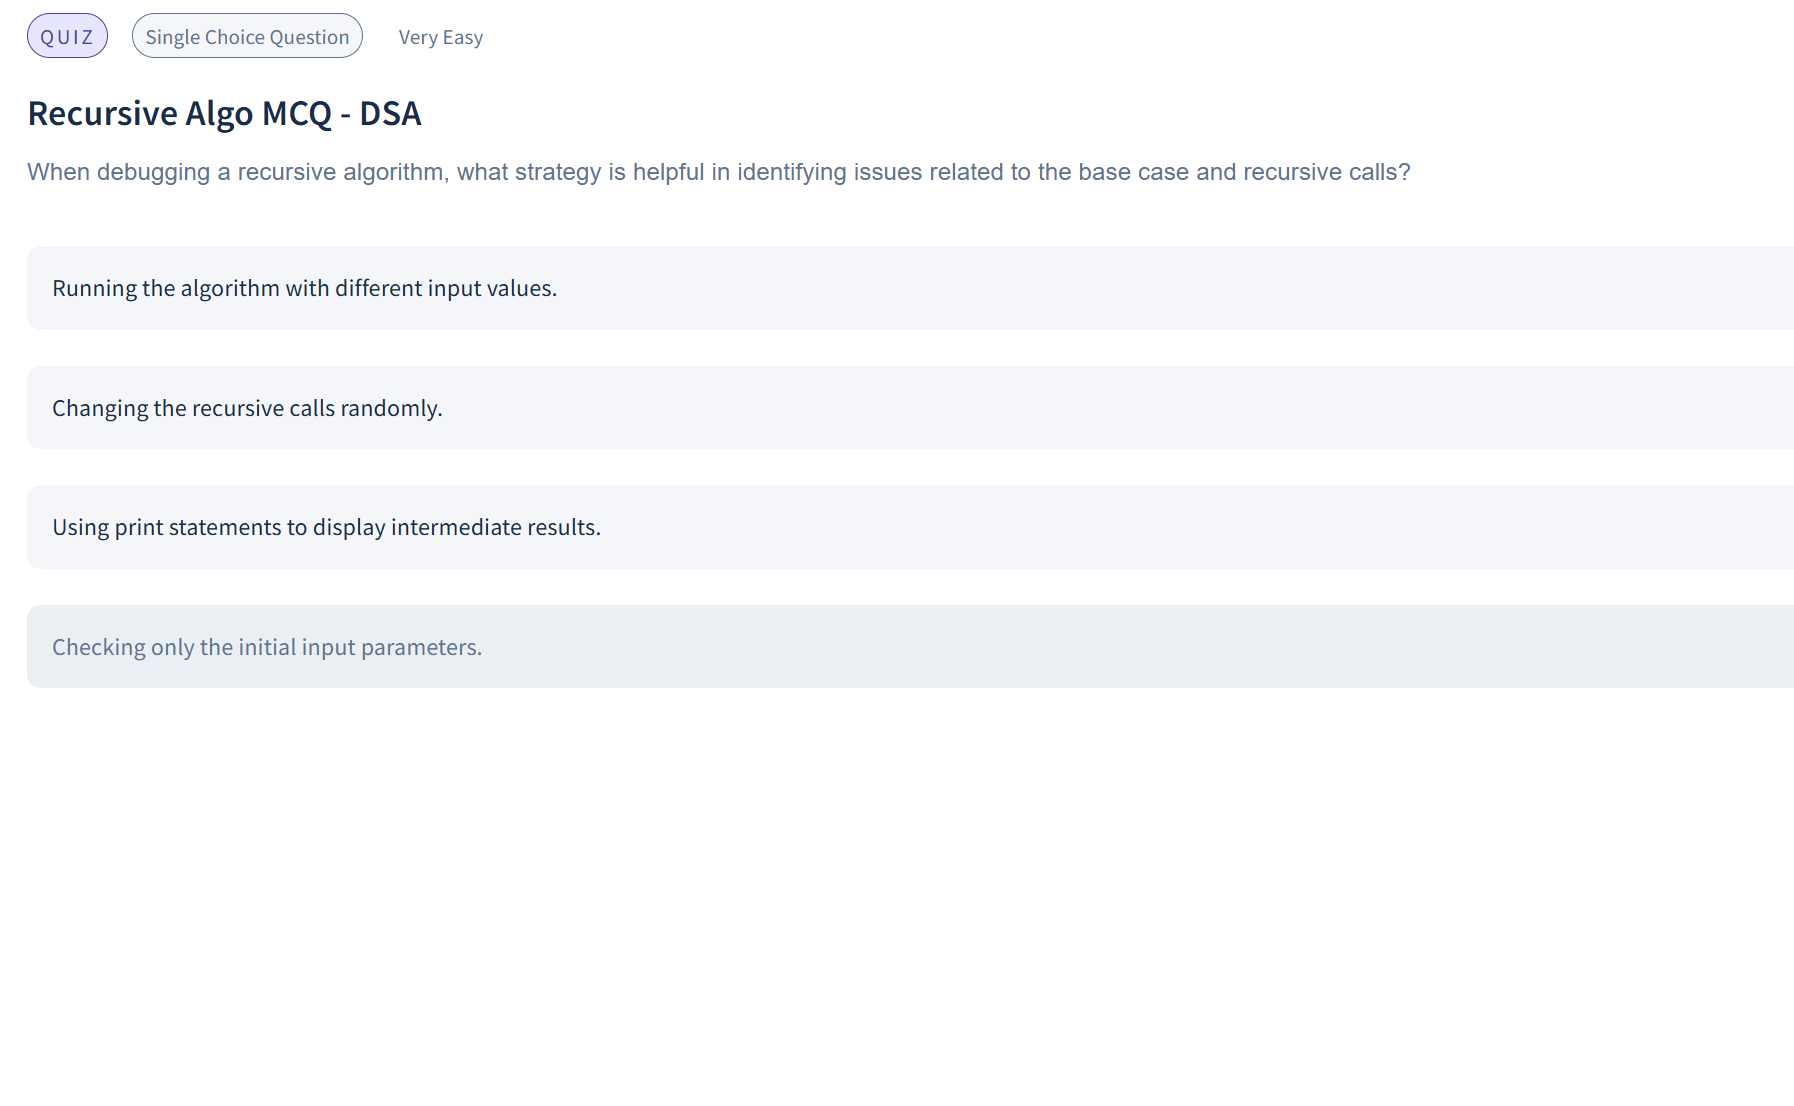 QUIZ Single Choice Question Very Easy
Recursive Algo MCQ - DSA
When debugging a recursive algorithm, what strategy is helpful in identifying issues related to the base case and recursive calls?
Running the algorithm with different input values.
Changing the recursive calls randomly.
Using print statements to display intermediate results.
Checking only the initial input parameters.